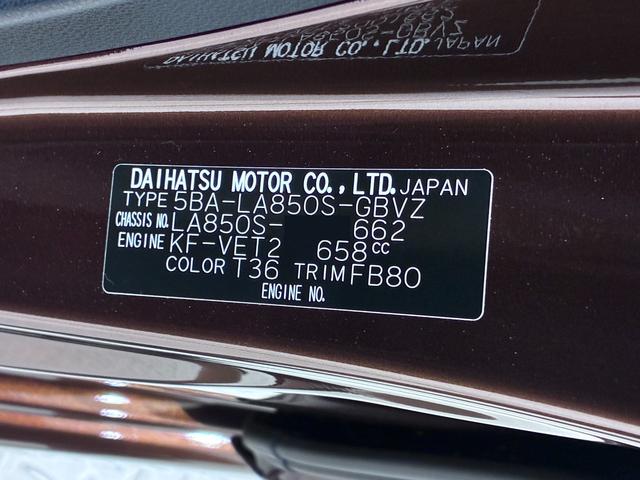 DAIHATSU MOTOR CO., LTD. JAPAN
TYPE 5BA-LA850S-GBVZ
CHASSIS NO. LA850S- 662
ENGINE KF-VET2 658CC
COLOR T36 TRIM FB80
ENGINE NO.